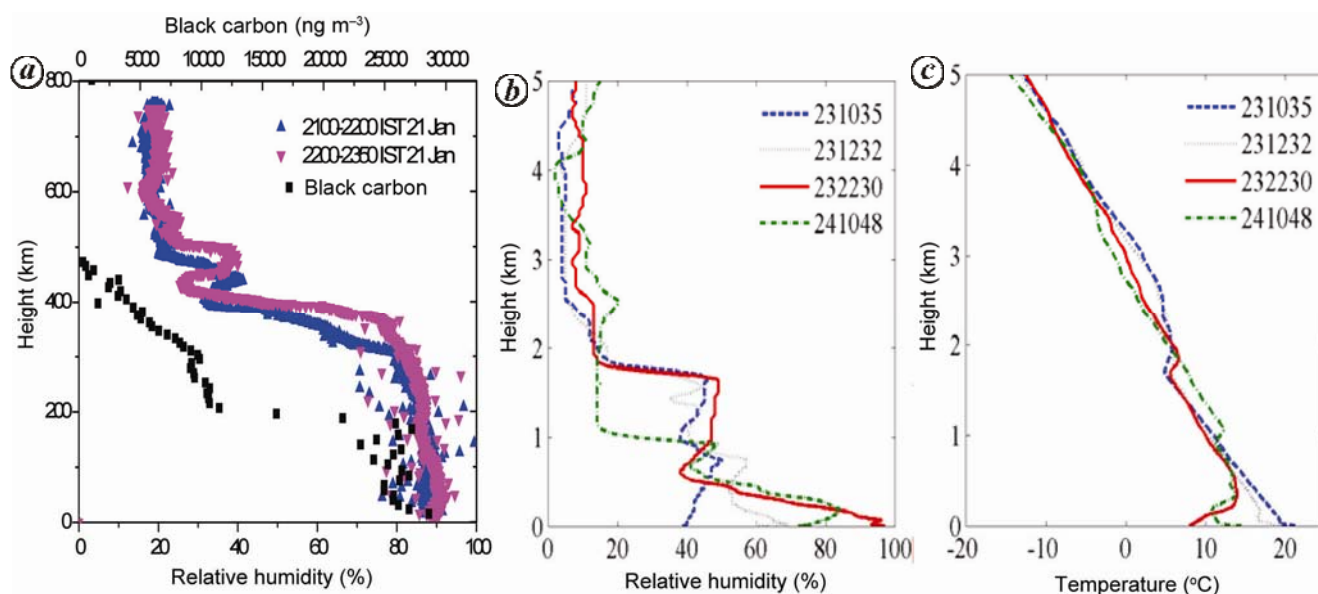 Black carbon (ng m⁻³)
0 5000 10000 15000 20000 25000 30000
a
800
600
400
200
0
Height (km)
2100-2200 IST 21 Jan
2200-2350 IST 21 Jan
Black carbon
0 20 40 60 80 100
Relative humidity (%)
b
5
4
3
2
1
0
Height (km)
231035
231232
232230
241048
0 20 40 60 80 100
Relative humidity (%)
c
5
4
3
2
1
0
Height (km)
231035
231232
232230
241048
-20 -10 0 10 20
Temperature (°C)